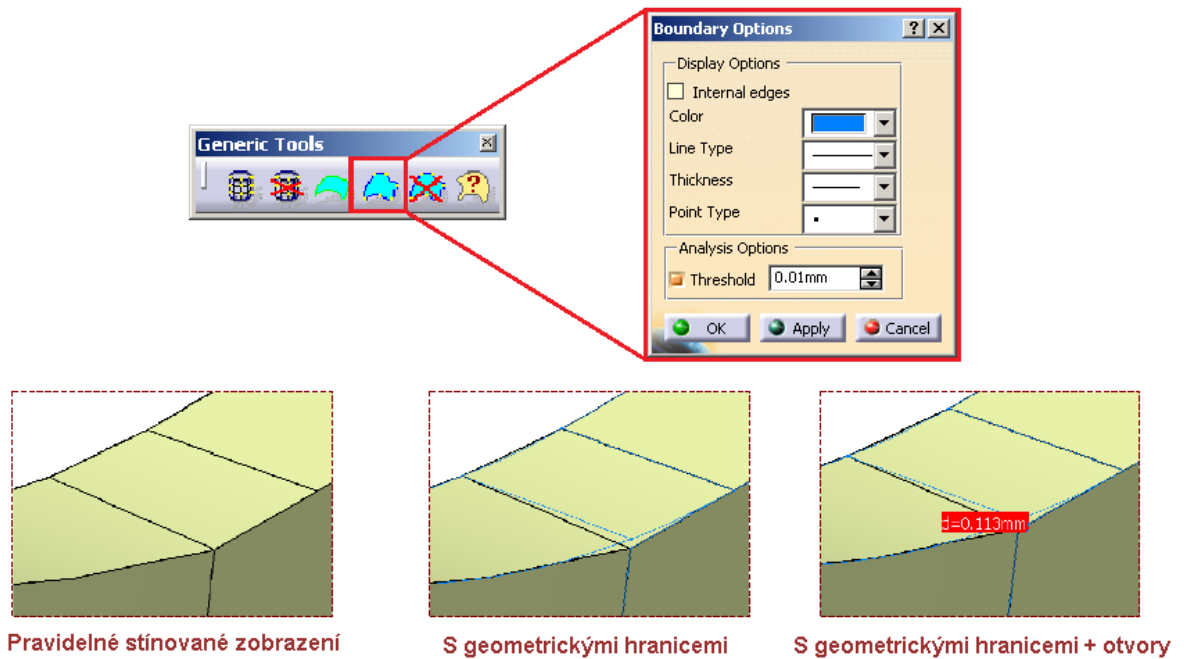 Boundary Options
Display Options
Internal edges
Color
Line Type
Thickness
Point Type
Analysis Options
Threshold 0.01mm
OK Apply Cancel
Generic Tools
d=0.113mm
Pravidelné stínované zobrazení
S geometrickými hranicemi
S geometrickými hranicemi + otvory